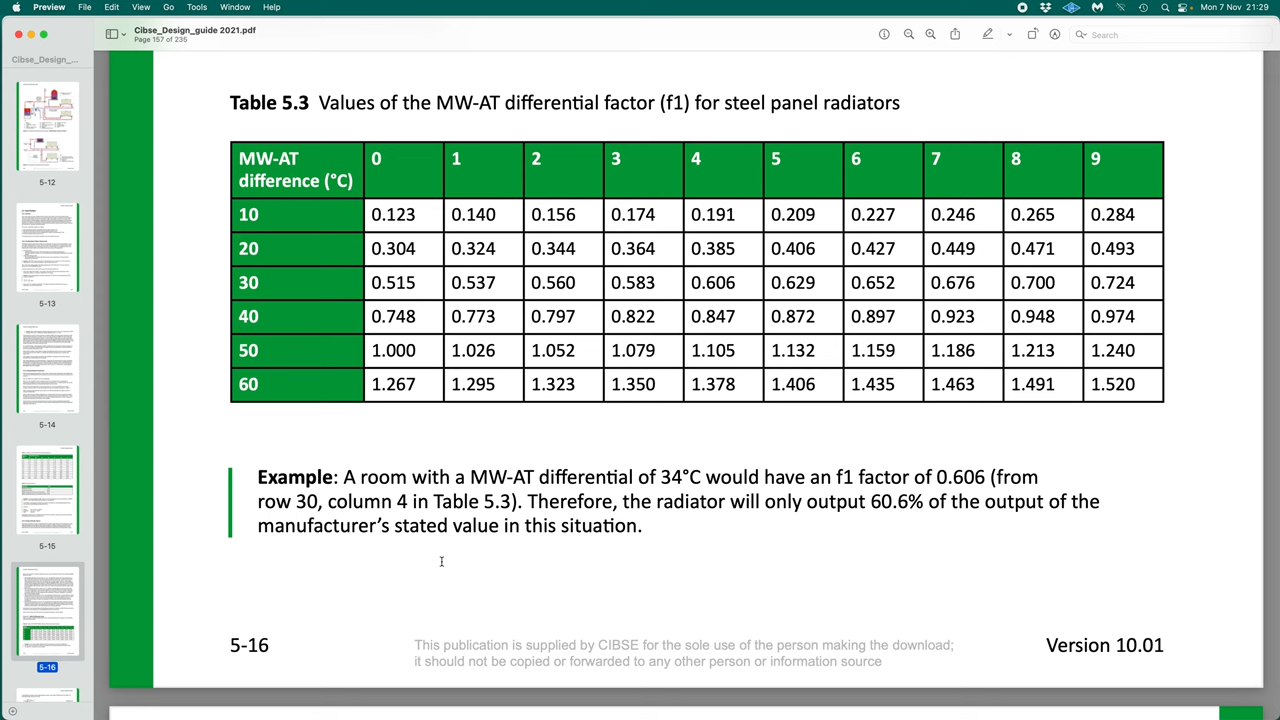 Preview File Edit View Go Tools Window Help Mon 7 Nov 21:29
Cibse_Design_guide 2021.pdf
Page 157 of 235
Search
Cibse_Design_...
5-12
5-13
5-14
5-15
5-16
Table 5.3 Values of the MW-AT differential factor (f1) for steel panel radiators
MW-AT difference (°C) 0 1 2 3 4 5 6 7 8 9
10 0.123 0.140 0.156 0.174 0.191 0.209 0.227 0.246 0.265 0.284
20 0.304 0.324 0.344 0.364 0.385 0.406 0.427 0.449 0.471 0.493
30 0.515 0.537 0.560 0.583 0.606 0.629 0.652 0.676 0.700 0.724
40 0.748 0.773 0.797 0.822 0.847 0.872 0.897 0.923 0.948 0.974
50 1.000 1.026 1.052 1.079 1.105 1.132 1.159 1.186 1.213 1.240
60 1.267 1.295 1.323 1.350 1.378 1.406 1.435 1.463 1.491 1.520
Example: A room with a MW-AT differential of 34°C would have an f1 factor of 0.606 (from
row 30, column 4 in Table 5.3). Therefore, the radiator will only output 60.6% of the output of the
manufacturer's stated value in this situation.
5-16
This publication is supplied by CIBSE for the sole use of the person making the download;
it should not be copied or forwarded to any other person or information source
Version 10.01